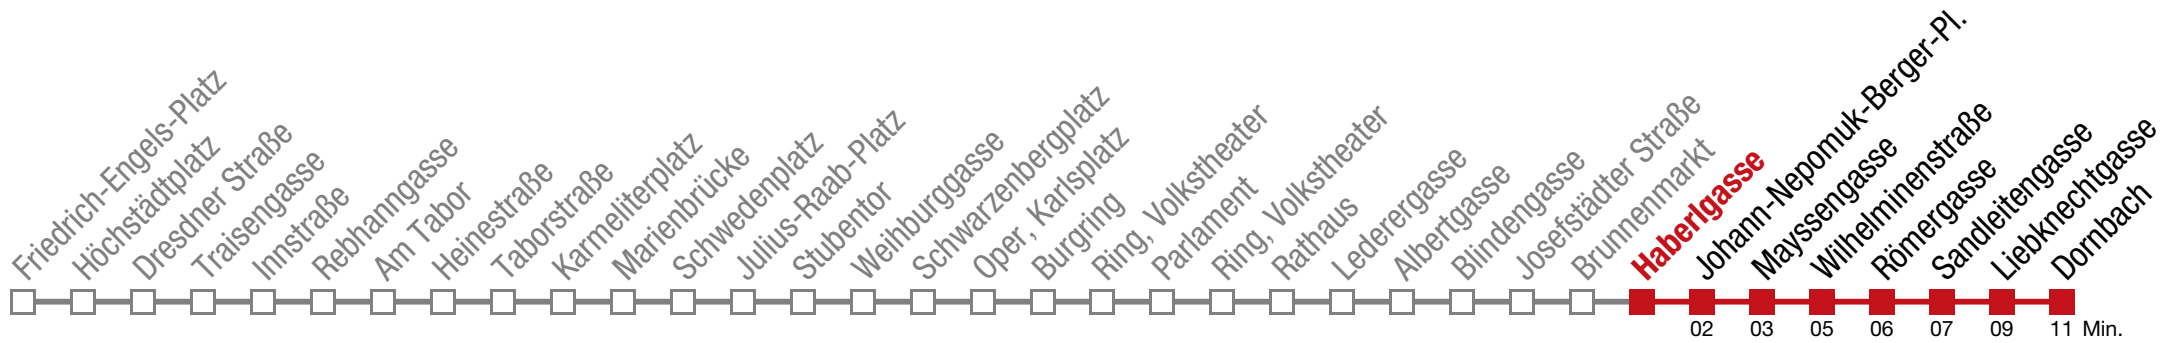 Friedrich-Engels-Platz
Höchstädtplatz
Dresdner Straße
Traisengasse
Innstraße
Rebhanngasse
Am Tabor
Heinestraße
Taborstraße
Karmeliterplatz
Marienbrücke
Schwedenplatz
Julius-Raab-Platz
Stubentor
Weihburggasse
Schwarzenbergplatz
Oper, Karlsplatz
Burgring
Ring, Volkstheater
Parlament
Ring, Volkstheater
Rathaus
Lederergasse
Albertgasse
Blindengasse
Josefstädter Straße
Brunnenmarkt
Haberlgasse
Johann-Nepomuk-Berger-Pl.
Mayssengasse
Wilhelminenstraße
Römergasse
Sandleitengasse
Liebknechtgasse
Dornbach
02 03 05 06 07 09 11 Min.